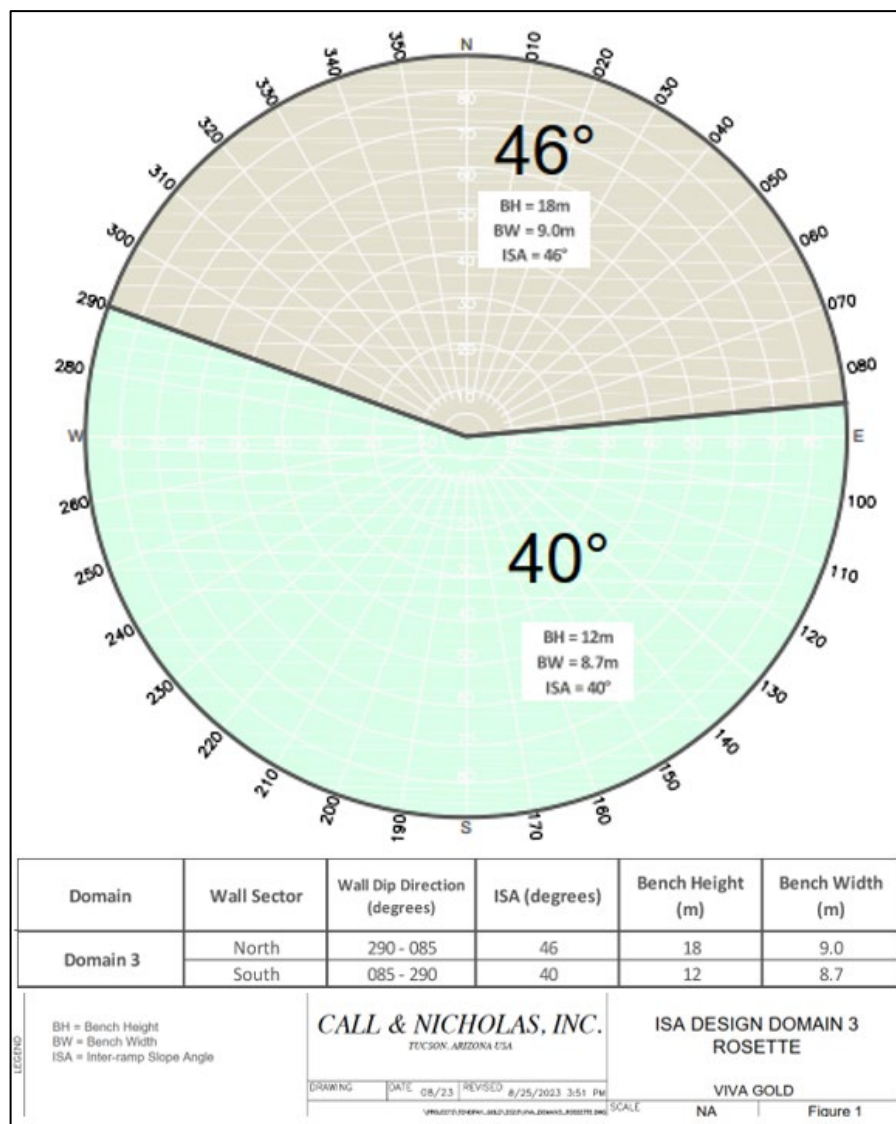 N
010
020
030
040
050
060
070
080
E
100
110
120
130
140
150
160
170
S
190
200
210
220
230
240
250
260
W
280
290
300
310
320
330
340
350
46°
BH = 18m
BW = 9.0m
ISA = 46°
40°
BH = 12m
BW = 8.7m
ISA = 40°
Domain Wall Sector Wall Dip Direction (degrees) ISA (degrees) Bench Height (m) Bench Width (m)
Domain 3 North 290 - 085 46 18 9.0
South 085 - 290 40 12 8.7
LEGEND
BH = Bench Height
BW = Bench Width
ISA = Inter-ramp Slope Angle
CALL & NICHOLAS, INC.
TUCSON, ARIZONA USA
DRAWING DATE 08/23 REVISED 8/25/2023 3:51 PM
ISA DESIGN DOMAIN 3
ROSETTE
VIVA GOLD
SCALE NA Figure 1